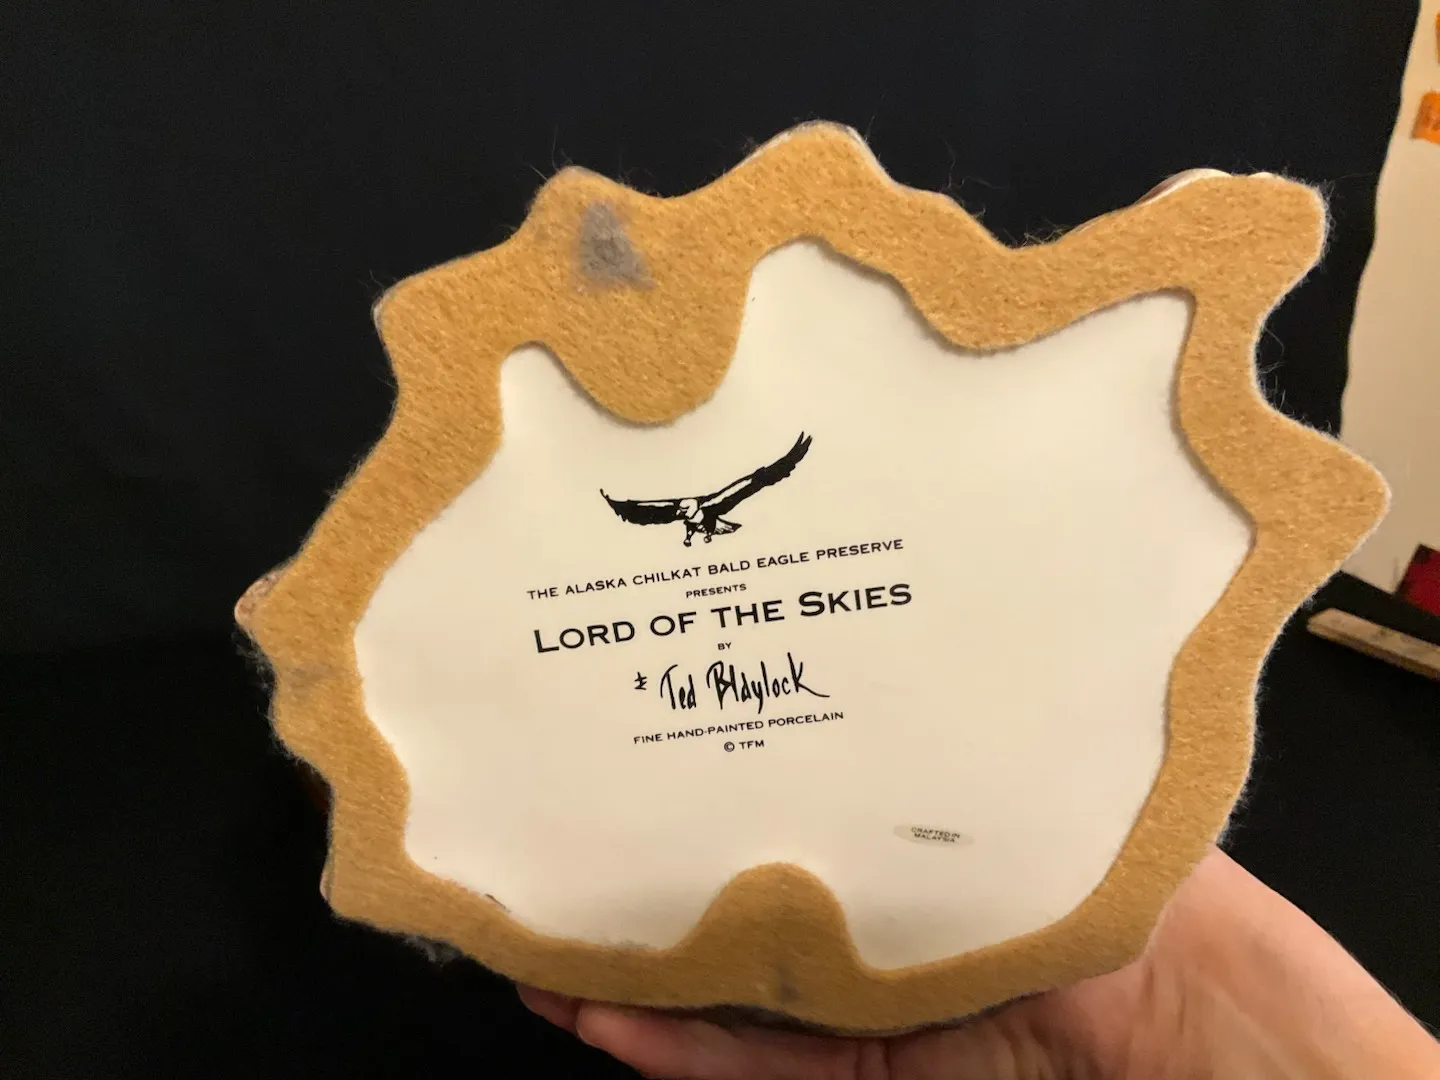 THE ALASKA CHILKAT BALD EAGLE PRESERVE
PRESENTS
LORD OF THE SKIES
BY
Ted Blaylock
FINE HAND-PAINTED PORCELAIN
© TFM
CRAFTED IN
MALAYSIA